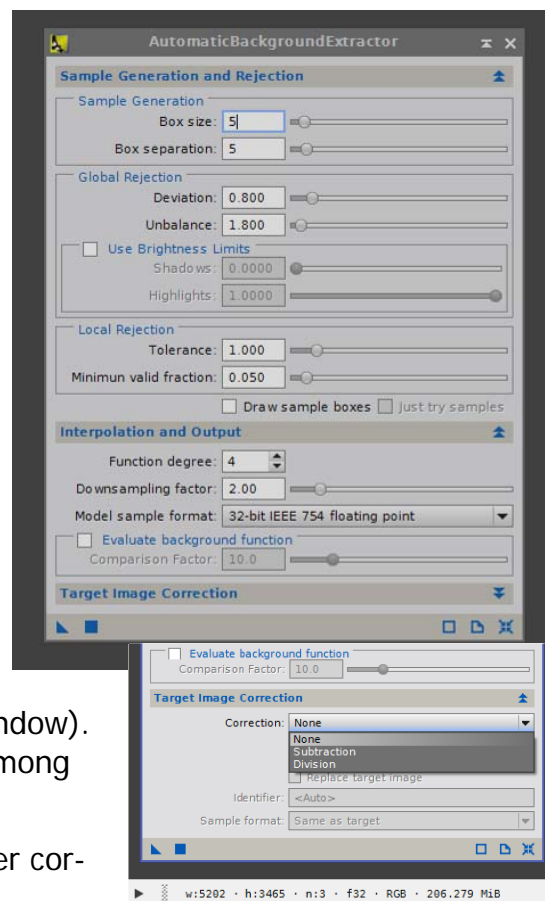 AutomaticBackgroundExtractor
Sample Generation and Rejection
Sample Generation
Box size: 5
Box separation: 5
Global Rejection
Deviation: 0.800
Unbalance: 1.800
Use Brightness Limits
Shadows: 0.0000
Highlights: 1.0000
Local Rejection
Tolerance: 1.000
Minimun valid fraction: 0.050
Draw sample boxes Just try samples
Interpolation and Output
Function degree: 4
Downsampling factor: 2.00
Model sample format: 32-bit IEEE 754 floating point
Evaluate background function
Comparison Factor: 10.0
Target Image Correction
ndow).
mong
er cor-
Evaluate background function
Comparison Factor: 10.0
Target Image Correction
Correction: None
None
Subtraction
Division
Replace target image
Identifier: <Auto>
Sample format: Same as target
w:5202 · h:3465 · n:3 · f32 · RGB · 206.279 MiB